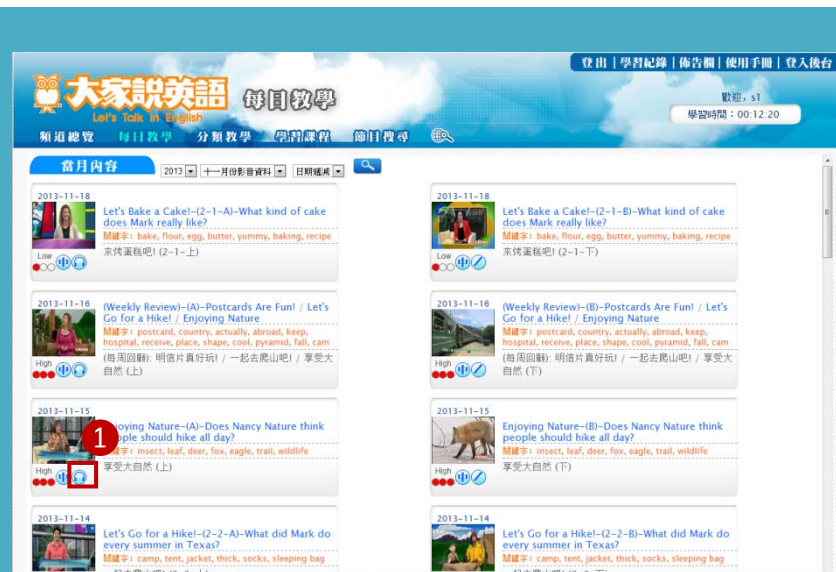 登出 | 學習紀錄 | 佈告欄 | 使用手冊 | 登入後台
大家說英語
Let's Talk in English
每日教學
歡迎，s1
學習時間：00:12:20
頻道總覽 每日教學 分類教學 學習課程 節目搜尋
當月內容 2013 十一月份影音資料 日期遞減
2013-11-18
Let's Bake a Cake!-(2-1-A)-What kind of cake
does Mark really like?
關鍵字: bake, flour, egg, butter, yummy, baking, recipe
來烤蛋糕吧! (2-1-上)
Low
中
2013-11-18
Let's Bake a Cake!-(2-1-B)-What kind of cake
does Mark really like?
關鍵字: bake, flour, egg, butter, yummy, baking, recipe
來烤蛋糕吧! (2-1-下)
Low
中
2013-11-16
(Weekly Review)-(A)-Postcards Are Fun! / Let's
Go for a Hike! / Enjoying Nature
關鍵字: postcard, country, actually, abroad, keep,
hospital, receive, place, shape, cool, pyramid, fall, cam
(每周回顧): 明信片真好玩! / 一起去爬山吧! / 享受大
自然 (上)
High
中
2013-11-16
(Weekly Review)-(B)-Postcards Are Fun! / Let's
Go for a Hike! / Enjoying Nature
關鍵字: postcard, country, actually, abroad, keep,
hospital, receive, place, shape, cool, pyramid, fall, cam
(每周回顧): 明信片真好玩! / 一起去爬山吧! / 享受大
自然 (下)
High
中
2013-11-15
joying Nature-(A)-Does Nancy Nature think
ople should hike all day?
鍵字: insect, leaf, deer, fox, eagle, trail, wildlife
享受大自然 (上)
High
中
1
2013-11-15
Enjoying Nature-(B)-Does Nancy Nature think
people should hike all day?
關鍵字: insect, leaf, deer, fox, eagle, trail, wildlife
享受大自然 (下)
High
中
2013-11-14
Let's Go for a Hike!-(2-2-A)-What did Mark do
every summer in Texas?
關鍵字: camp, tent, jacket, thick, socks, sleeping bag
2013-11-14
Let's Go for a Hike!-(2-2-B)-What did Mark do
every summer in Texas?
關鍵字: camp, tent, jacket, thick, socks, sleeping bag